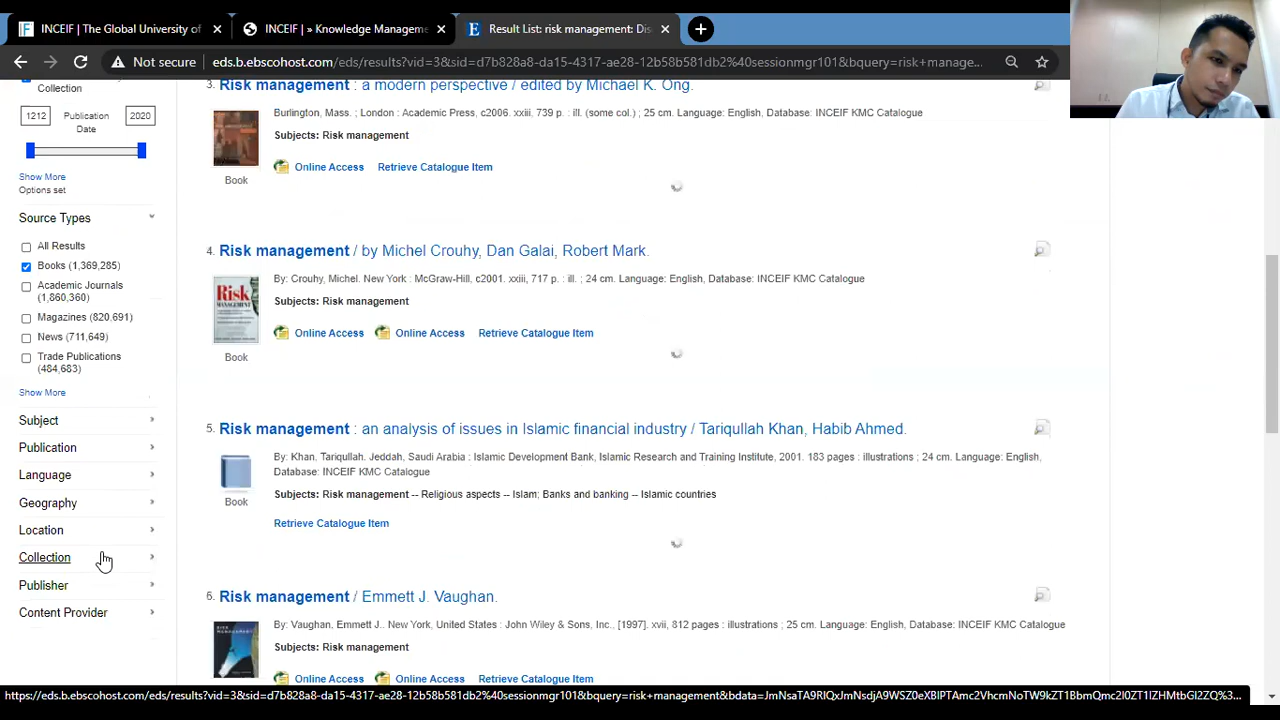 INCEIF | The Global University of
INCEIF | » Knowledge Manageme
Result List: risk management: Dis
Not secure
eds.b.ebscohost.com/eds/results?vid=3&sid=d7b828a8-da15-4317-ae28-12b58b581db2%40sessionmgr101&bquery=risk+manage...
Collection
1212
Publication
Date
2020
Show More
Options set
Source Types
All Results
Books (1,369,285)
Academic Journals
(1,860,360)
Magazines (820,691)
News (711,649)
Trade Publications
(484,683)
Show More
Subject
Publication
Language
Geography
Location
Collection
Publisher
Content Provider
3. Risk management : a modern perspective / edited by Michael K. Ong.
Burlington, Mass. ; London : Academic Press, c2006. xxiii, 739 p. : ill. (some col.) ; 25 cm. Language: English, Database: INCEIF KMC Catalogue
Subjects: Risk management
Online Access Retrieve Catalogue Item
Book
4. Risk management / by Michel Crouhy, Dan Galai, Robert Mark.
By: Crouhy, Michel. New York : McGraw-Hill, c2001. xxiii, 717 p. : ill. ; 24 cm. Language: English, Database: INCEIF KMC Catalogue
Subjects: Risk management
Risk
MANAGEMENT
Online Access Online Access Retrieve Catalogue Item
Book
5. Risk management : an analysis of issues in Islamic financial industry / Tariqullah Khan, Habib Ahmed.
By: Khan, Tariqullah. Jeddah, Saudi Arabia : Islamic Development Bank, Islamic Research and Training Institute, 2001. 183 pages : illustrations ; 24 cm. Language: English,
Database: INCEIF KMC Catalogue
Subjects: Risk management -- Religious aspects -- Islam; Banks and banking -- Islamic countries
Book
Retrieve Catalogue Item
6. Risk management / Emmett J. Vaughan.
By: Vaughan, Emmett J.. New York, United States : John Wiley & Sons, Inc., [1997]. xvii, 812 pages : illustrations ; 25 cm. Language: English, Database: INCEIF KMC Catalogue
Subjects: Risk management
Online Access Online Access Retrieve Catalogue Item